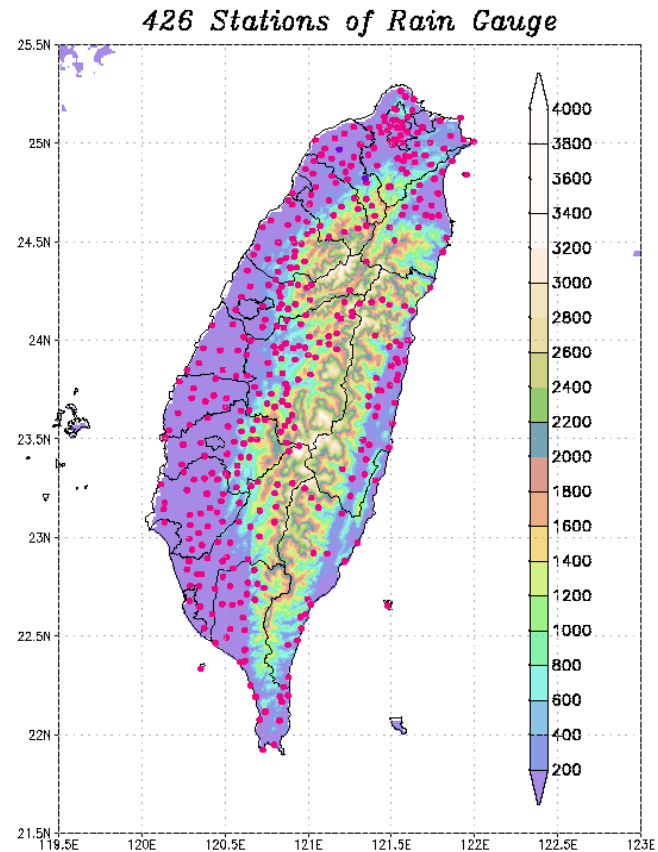 426 Stations of Rain Gauge
25.5N
25N
24.5N
24N
23.5N
23N
22.5N
22N
21.5N
119.5E 120E 120.5E 121E 121.5E 122E 122.5E 123E
4000
3800
3600
3400
3200
3000
2800
2600
2400
2200
2000
1800
1600
1400
1200
1000
800
600
400
200